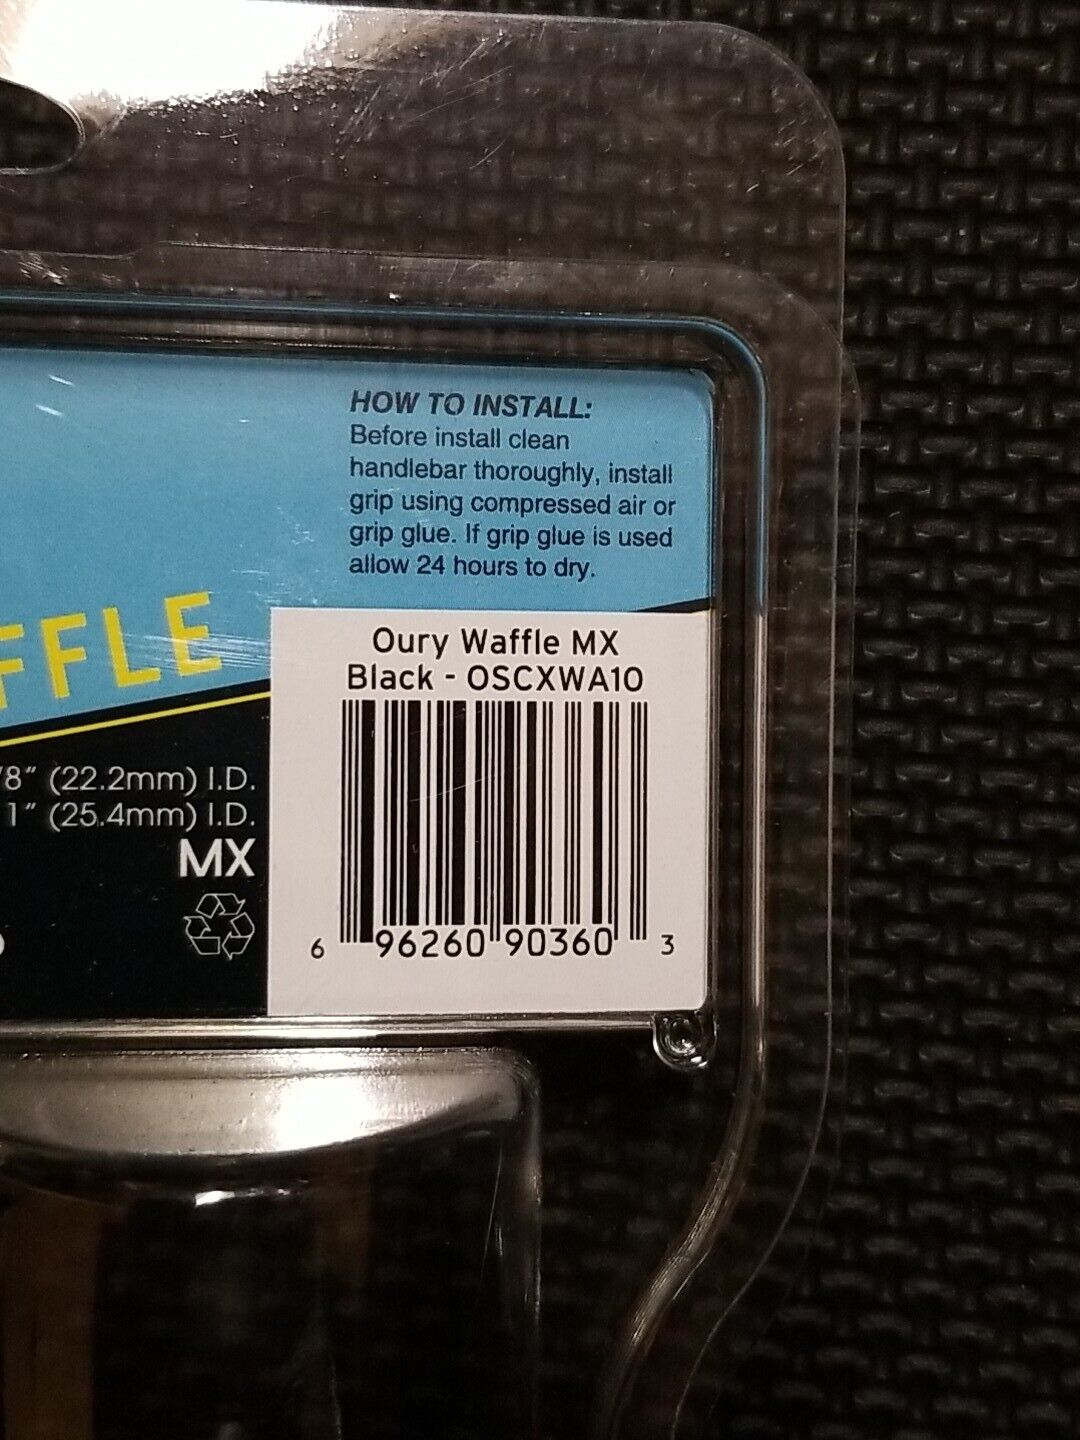 HOW TO INSTALL:
Before install clean
handlebar thoroughly, install
grip using compressed air or
grip glue. If grip glue is used
allow 24 hours to dry.
FFLE
/8" (22.2mm) I.D.
1" (25.4mm) I.D.
MX
Oury Waffle MX
Black - OSCXWA10
6 96260 90360 3